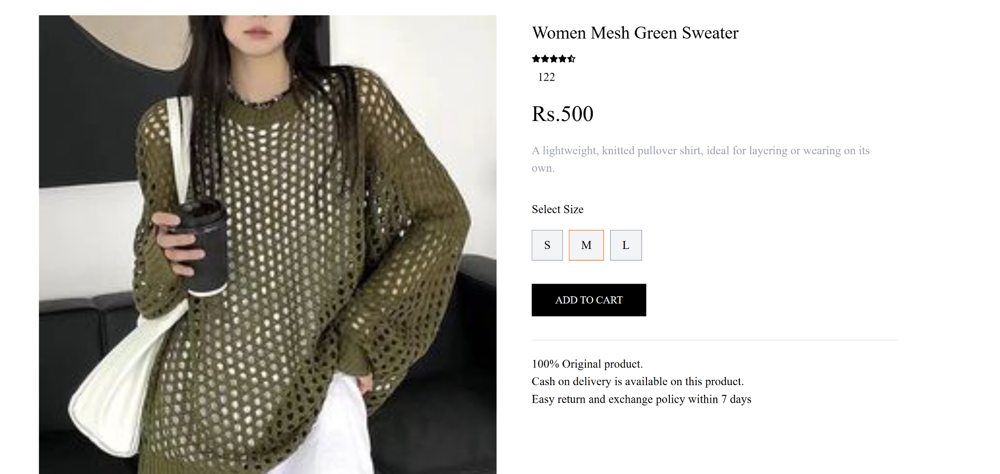 Women Mesh Green Sweater
122
Rs.500
A lightweight, knitted pullover shirt, ideal for layering or wearing on its
own.
Select Size
S M L
ADD TO CART
100% Original product.
Cash on delivery is available on this product.
Easy return and exchange policy within 7 days